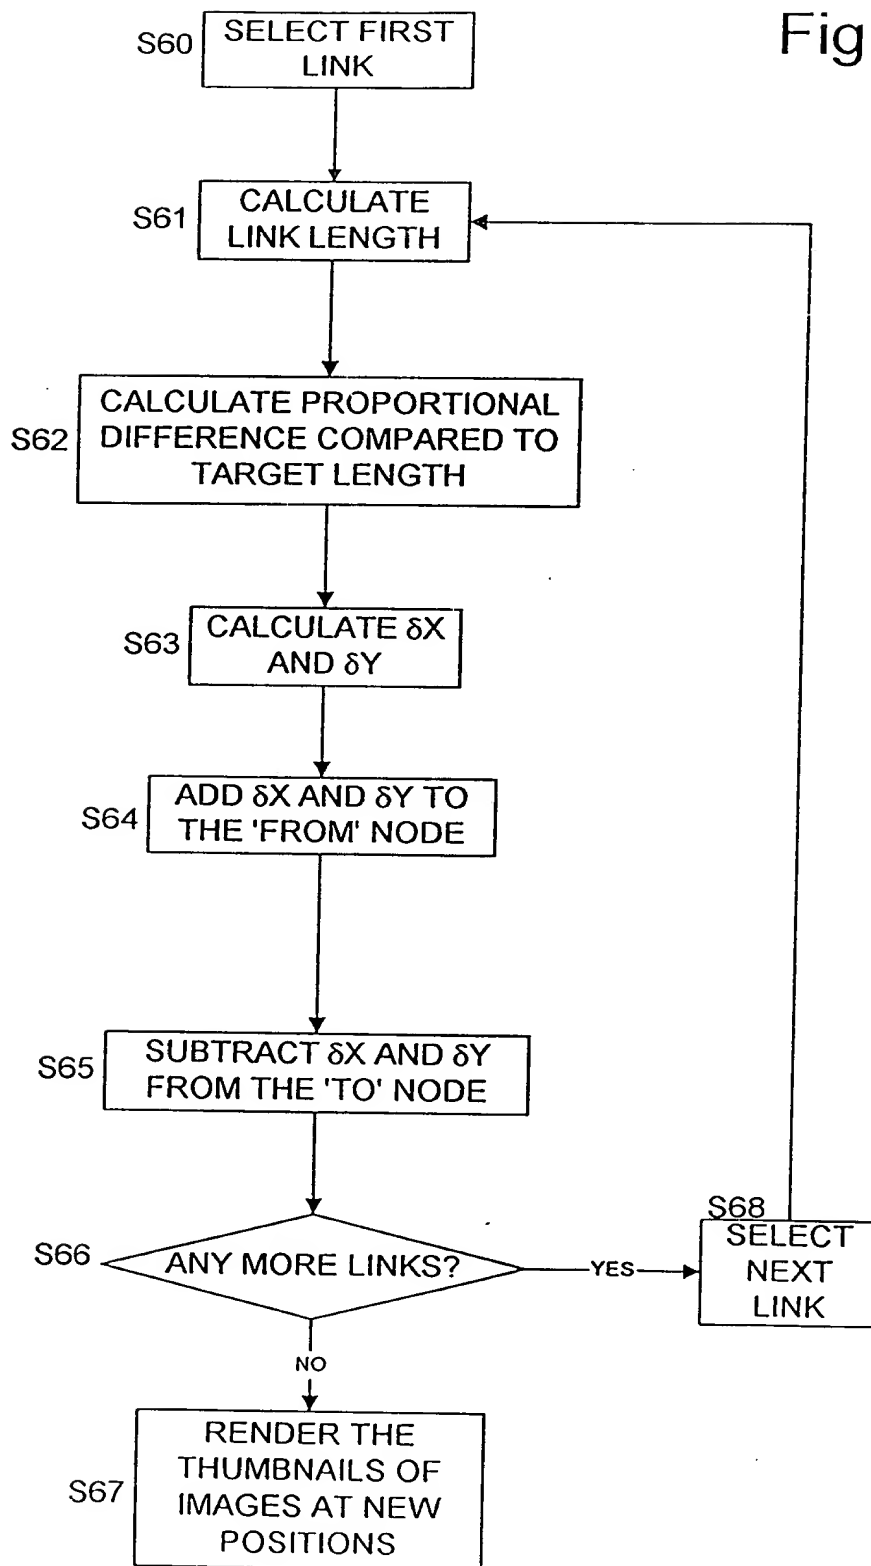 Fig
S60
SELECT FIRST
LINK
S61
CALCULATE
LINK LENGTH
S62
CALCULATE PROPORTIONAL
DIFFERENCE COMPARED TO
TARGET LENGTH
S63
CALCULATE δX
AND δY
S64
ADD δX AND δY TO
THE 'FROM' NODE
S65
SUBTRACT δX AND δY
FROM THE 'TO' NODE
S66
ANY MORE LINKS?
YES
S68
SELECT
NEXT
LINK
NO
S67
RENDER THE
THUMBNAILS OF
IMAGES AT NEW
POSITIONS